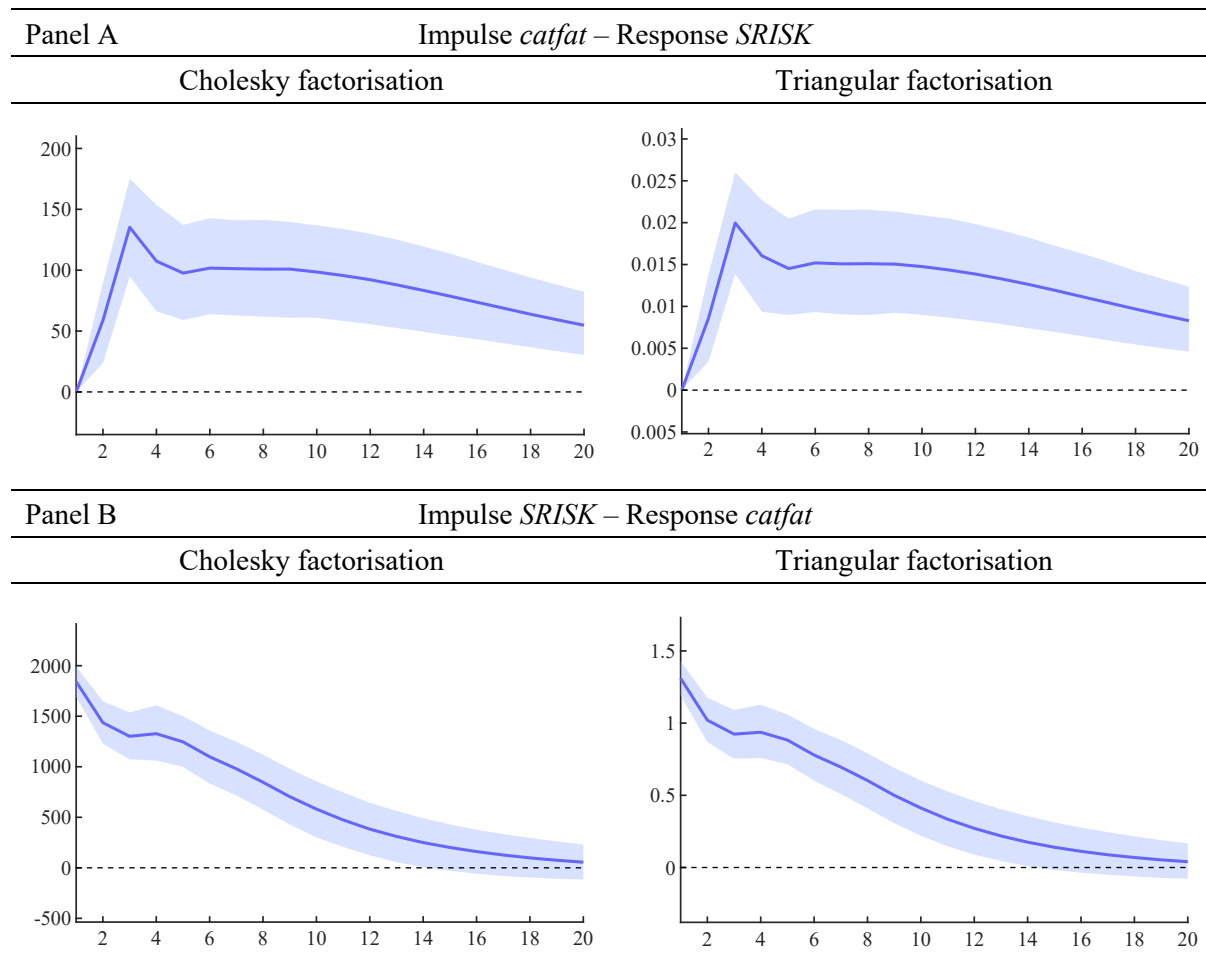 Panel A Impulse catfat – Response SRISK
Cholesky factorisation Triangular factorisation
200
150
100
50
0
2 4 6 8 10 12 14 16 18 20
0.03
0.025
0.02
0.015
0.01
0.005
0
0.005
2 4 6 8 10 12 14 16 18 20
Panel B Impulse SRISK – Response catfat
Cholesky factorisation Triangular factorisation
2000
1500
1000
500
0
-500
2 4 6 8 10 12 14 16 18 20
1.5
1
0.5
0
2 4 6 8 10 12 14 16 18 20